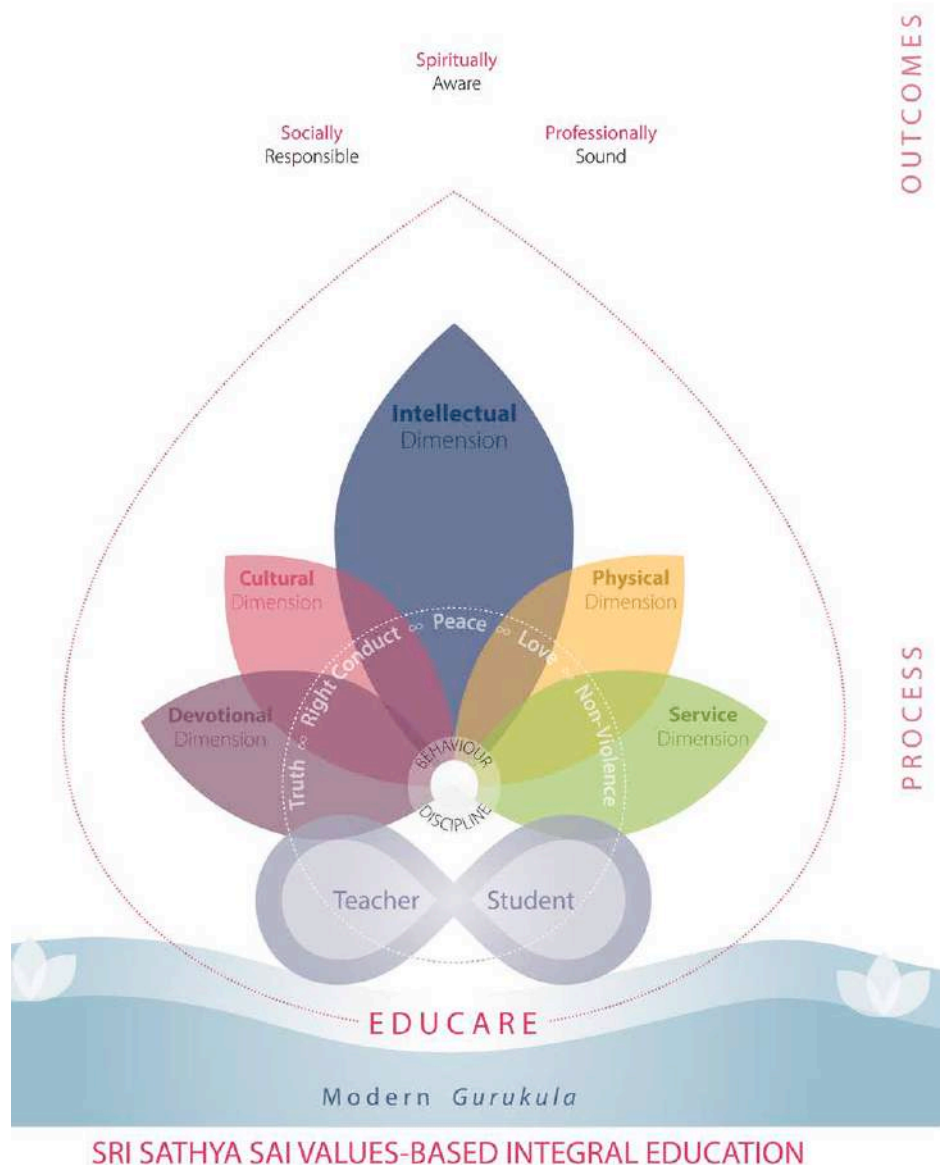 OUTCOMES
Spiritually
Aware
Socially
Responsible
Professionally
Sound
PROCESS
Intellectual
Dimension
Cultural
Dimension
Physical
Dimension
Devotional
Dimension
Service
Dimension
Truth ∞ Right Conduct ∞ Peace ∞ Love ∞ Non-Violence
BEHAVIOUR
DISCIPLINE
Teacher
Student
EDUCARE
Modern Gurukula
SRI SATHYA SAI VALUES-BASED INTEGRAL EDUCATION